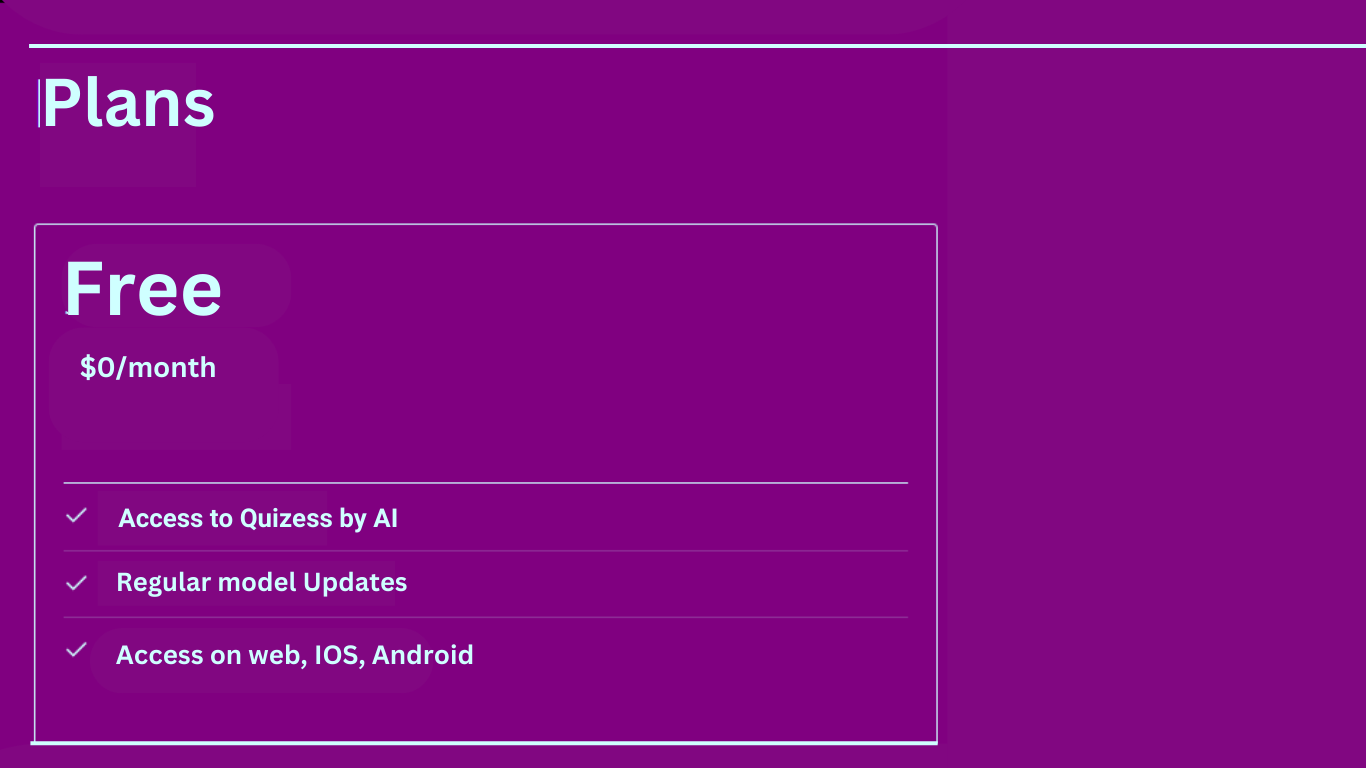 Plans
Free
$0/month
Access to Quizess by AI
Regular model Updates
Access on web, IOS, Android